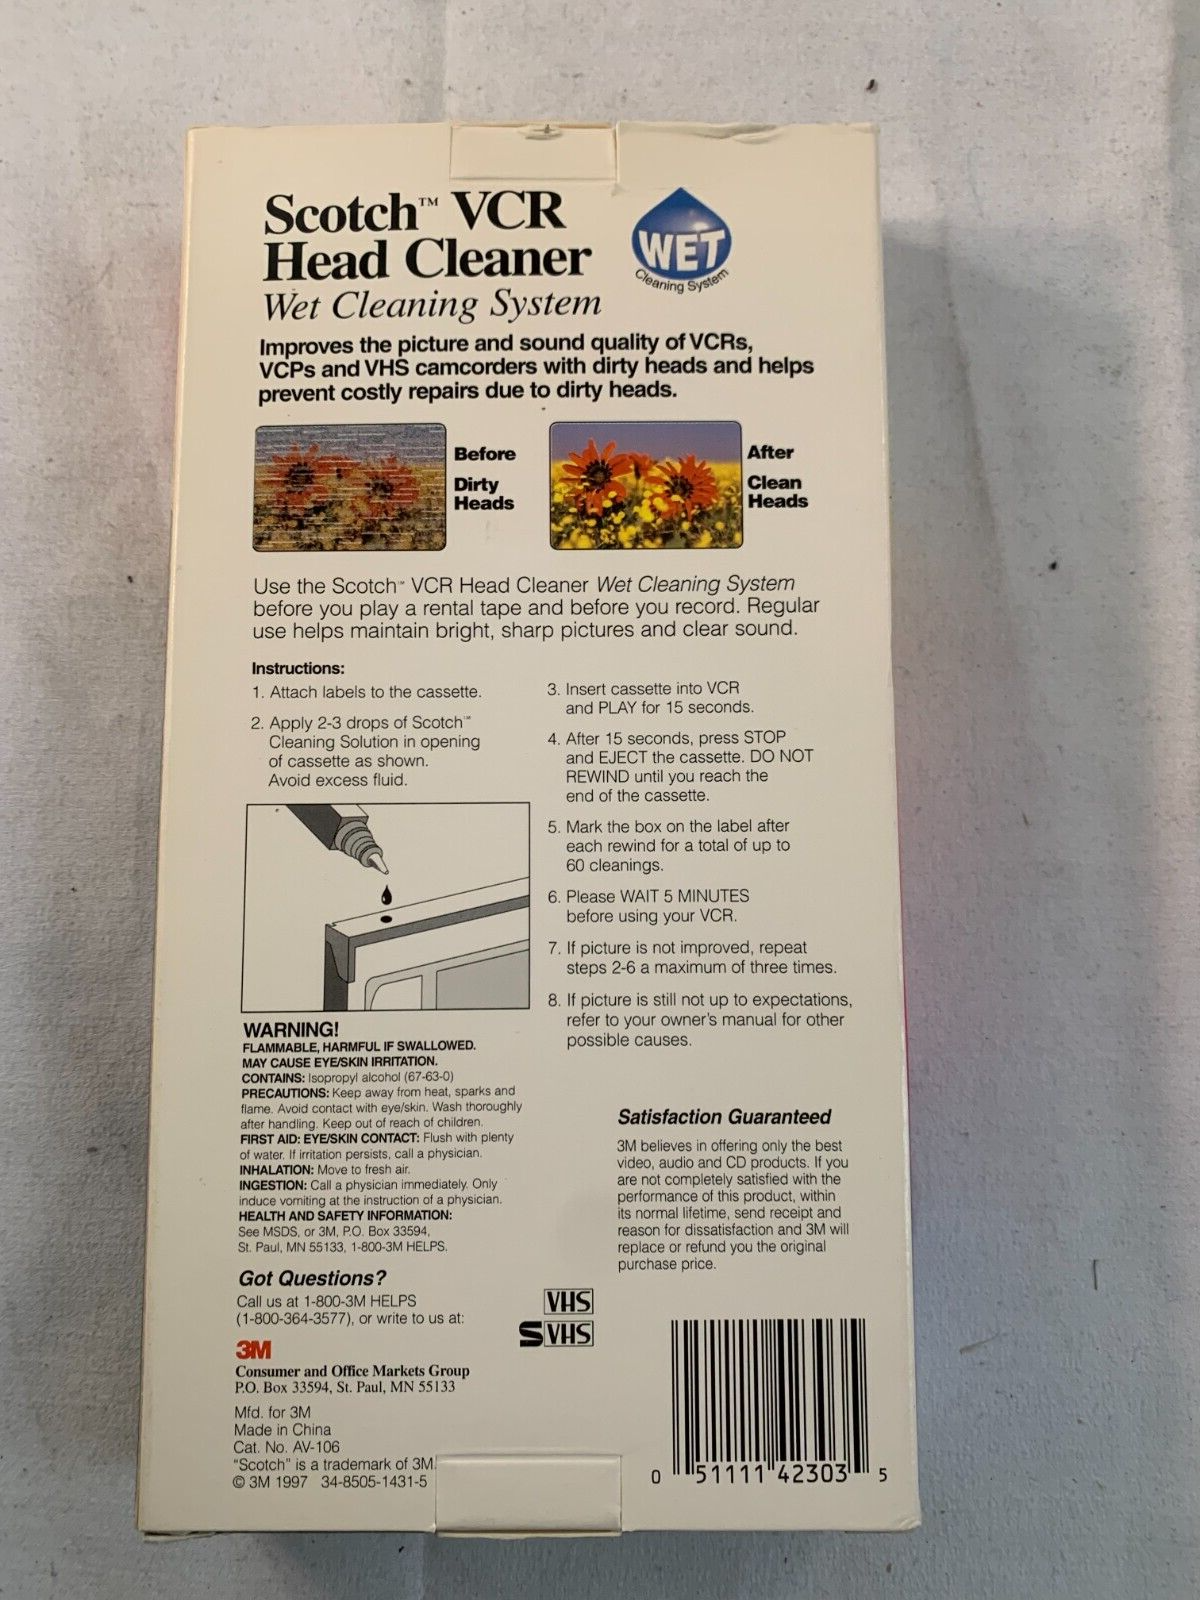 Scotch™ VCR
Head Cleaner
Wet Cleaning System
WET
Cleaning System
Improves the picture and sound quality of VCRs,
VCPs and VHS camcorders with dirty heads and helps
prevent costly repairs due to dirty heads.
Before
Dirty
Heads
After
Clean
Heads
Use the Scotch™ VCR Head Cleaner Wet Cleaning System
before you play a rental tape and before you record. Regular
use helps maintain bright, sharp pictures and clear sound.
Instructions:
1. Attach labels to the cassette.
2. Apply 2-3 drops of Scotch™
Cleaning Solution in opening
of cassette as shown.
Avoid excess fluid.
3. Insert cassette into VCR
and PLAY for 15 seconds.
4. After 15 seconds, press STOP
and EJECT the cassette. DO NOT
REWIND until you reach the
end of the cassette.
5. Mark the box on the label after
each rewind for a total of up to
60 cleanings.
6. Please WAIT 5 MINUTES
before using your VCR.
7. If picture is not improved, repeat
steps 2-6 a maximum of three times.
8. If picture is still not up to expectations,
refer to your owner's manual for other
possible causes.
WARNING!
FLAMMABLE, HARMFUL IF SWALLOWED.
MAY CAUSE EYE/SKIN IRRITATION.
CONTAINS: Isopropyl alcohol (67-63-0)
PRECAUTIONS: Keep away from heat, sparks and
flame. Avoid contact with eye/skin. Wash thoroughly
after handling. Keep out of reach of children.
FIRST AID: EYE/SKIN CONTACT: Flush with plenty
of water. If irritation persists, call a physician.
INHALATION: Move to fresh air.
INGESTION: Call a physician immediately. Only
induce vomiting at the instruction of a physician.
HEALTH AND SAFETY INFORMATION:
See MSDS, or 3M, P.O. Box 33594,
St. Paul, MN 55133, 1-800-3M HELPS.
Got Questions?
Call us at 1-800-3M HELPS
(1-800-364-3577), or write to us at:
3M
Consumer and Office Markets Group
P.O. Box 33594, St. Paul, MN 55133
Mfd. for 3M
Made in China
Cat. No. AV-106
"Scotch" is a trademark of 3M.
© 3M 1997 34-8505-1431-5
Satisfaction Guaranteed
3M believes in offering only the best
video, audio and CD products. If you
are not completely satisfied with the
performance of this product, within
its normal lifetime, send receipt and
reason for dissatisfaction and 3M will
replace or refund you the original
purchase price.
VHS
SVHS
0 51111 42303 5